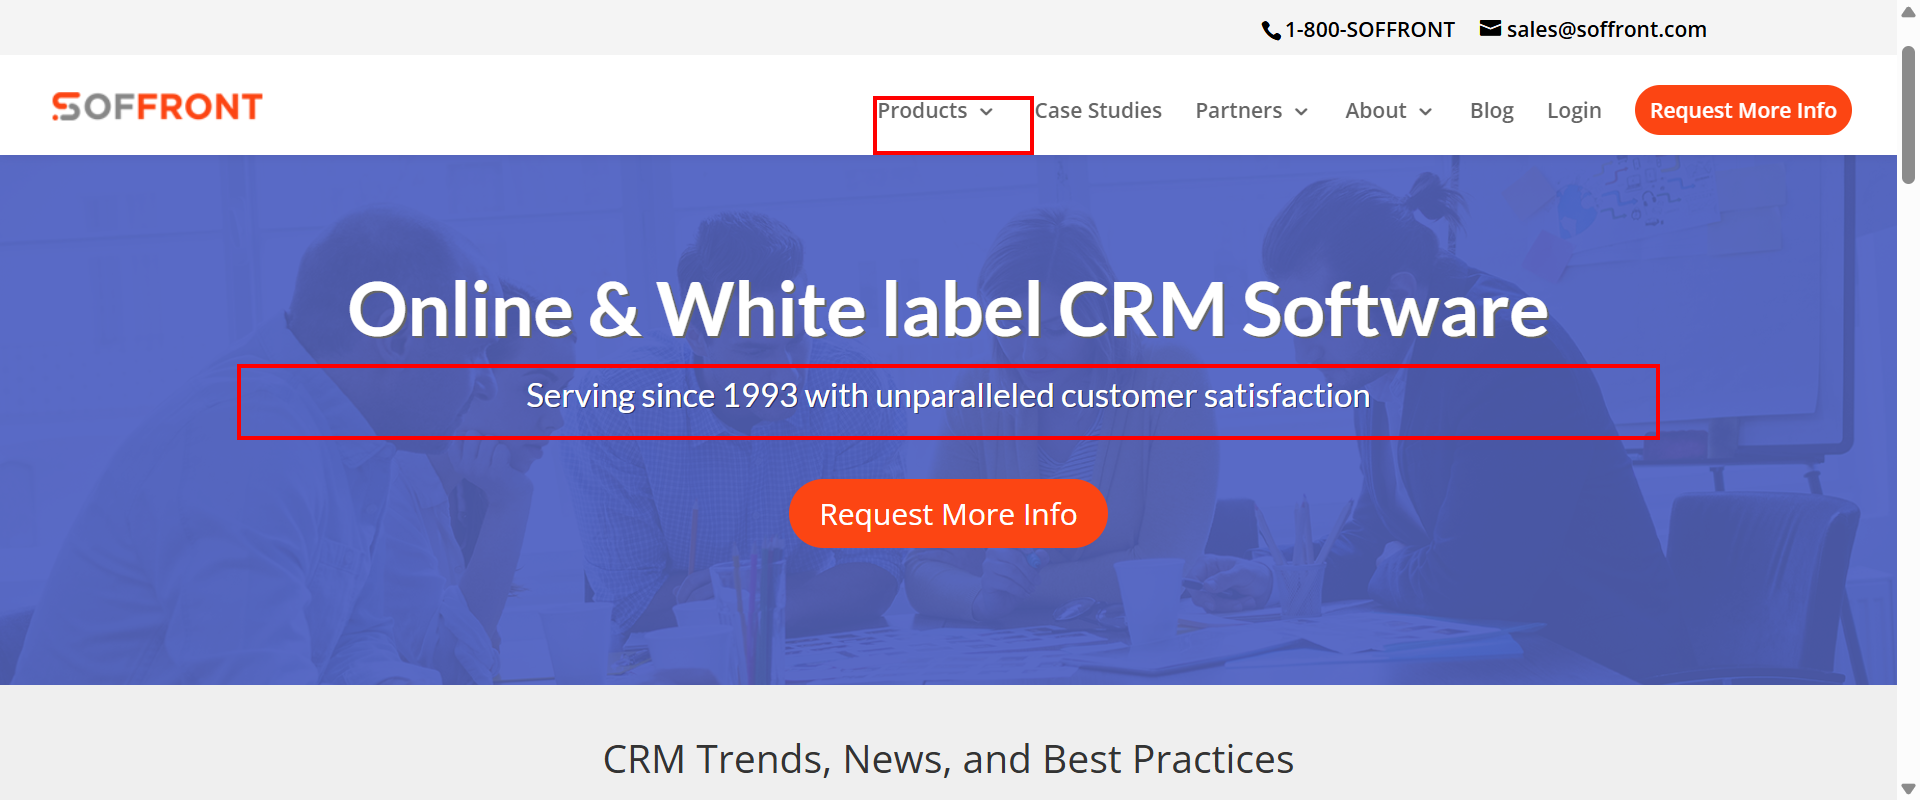 1-800-SOFFRONT sales@soffront.com
SOFFRONT Products Case Studies Partners About Blog Login Request More Info
Online & White label CRM Software
Serving since 1993 with unparalleled customer satisfaction
Request More Info
CRM Trends, News, and Best Practices